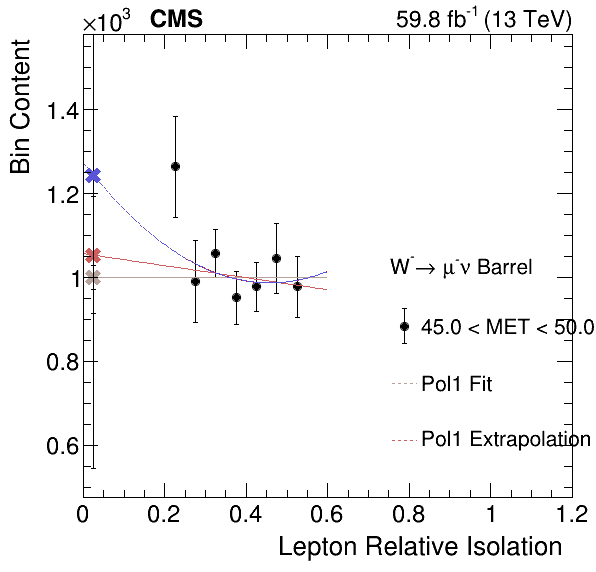 ×10³ CMS 59.8 fb⁻¹ (13 TeV)
Bin Content
1.4
1.2
1
0.8
0.6
W⁻→ μ⁻ν Barrel
45.0 < MET < 50.0
Pol1 Fit
Pol1 Extrapolation
0 0.2 0.4 0.6 0.8 1 1.2
Lepton Relative Isolation